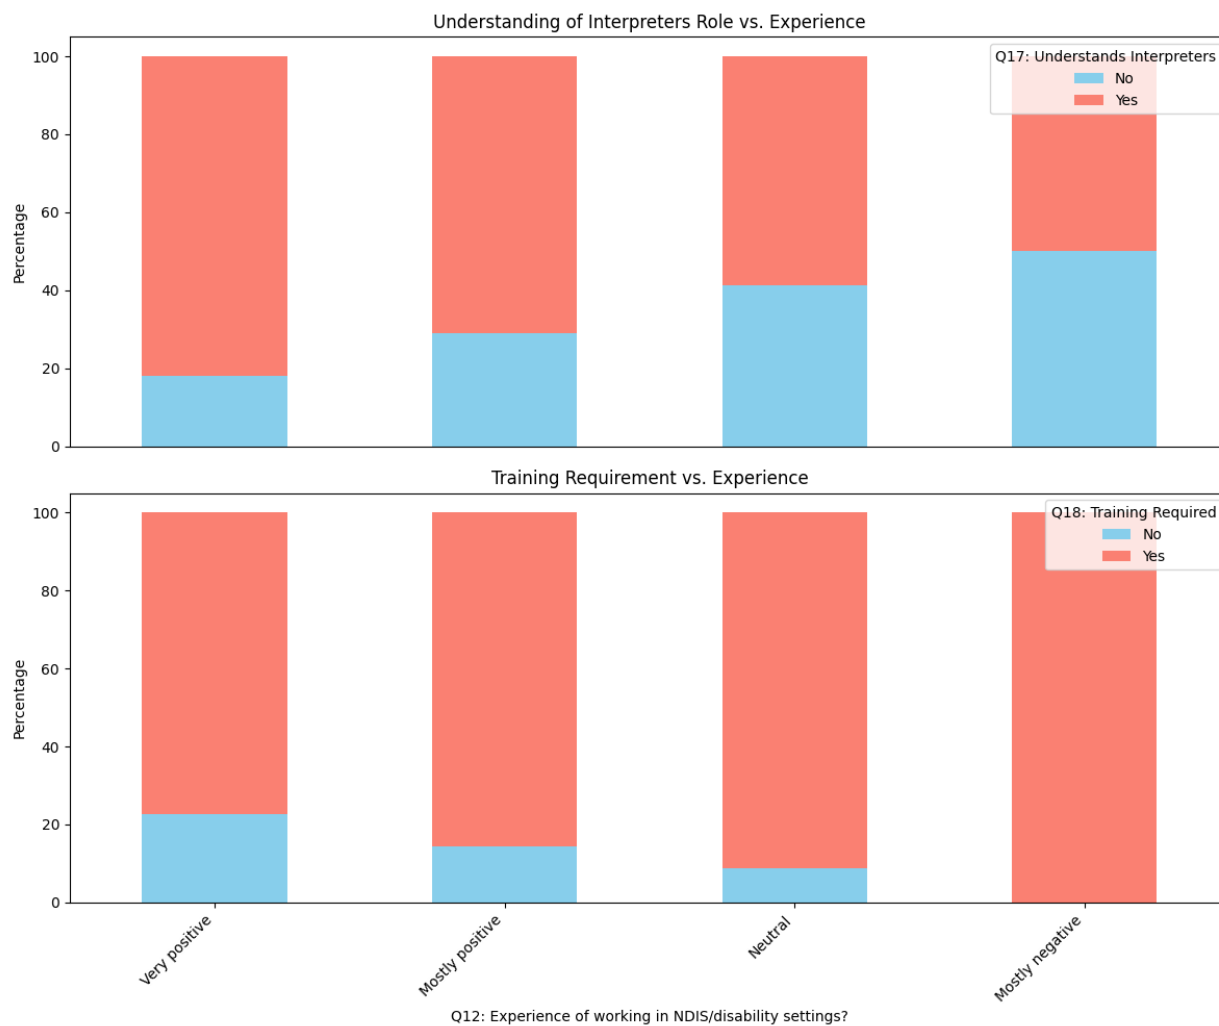 Understanding of Interpreters Role vs. Experience
Q17: Understands Interpreters
No
Yes
100
80
60
40
20
0
Percentage
Training Requirement vs. Experience
Q18: Training Required
No
Yes
100
80
60
40
20
0
Percentage
Very positive
Mostly positive
Neutral
Mostly negative
Q12: Experience of working in NDIS/disability settings?